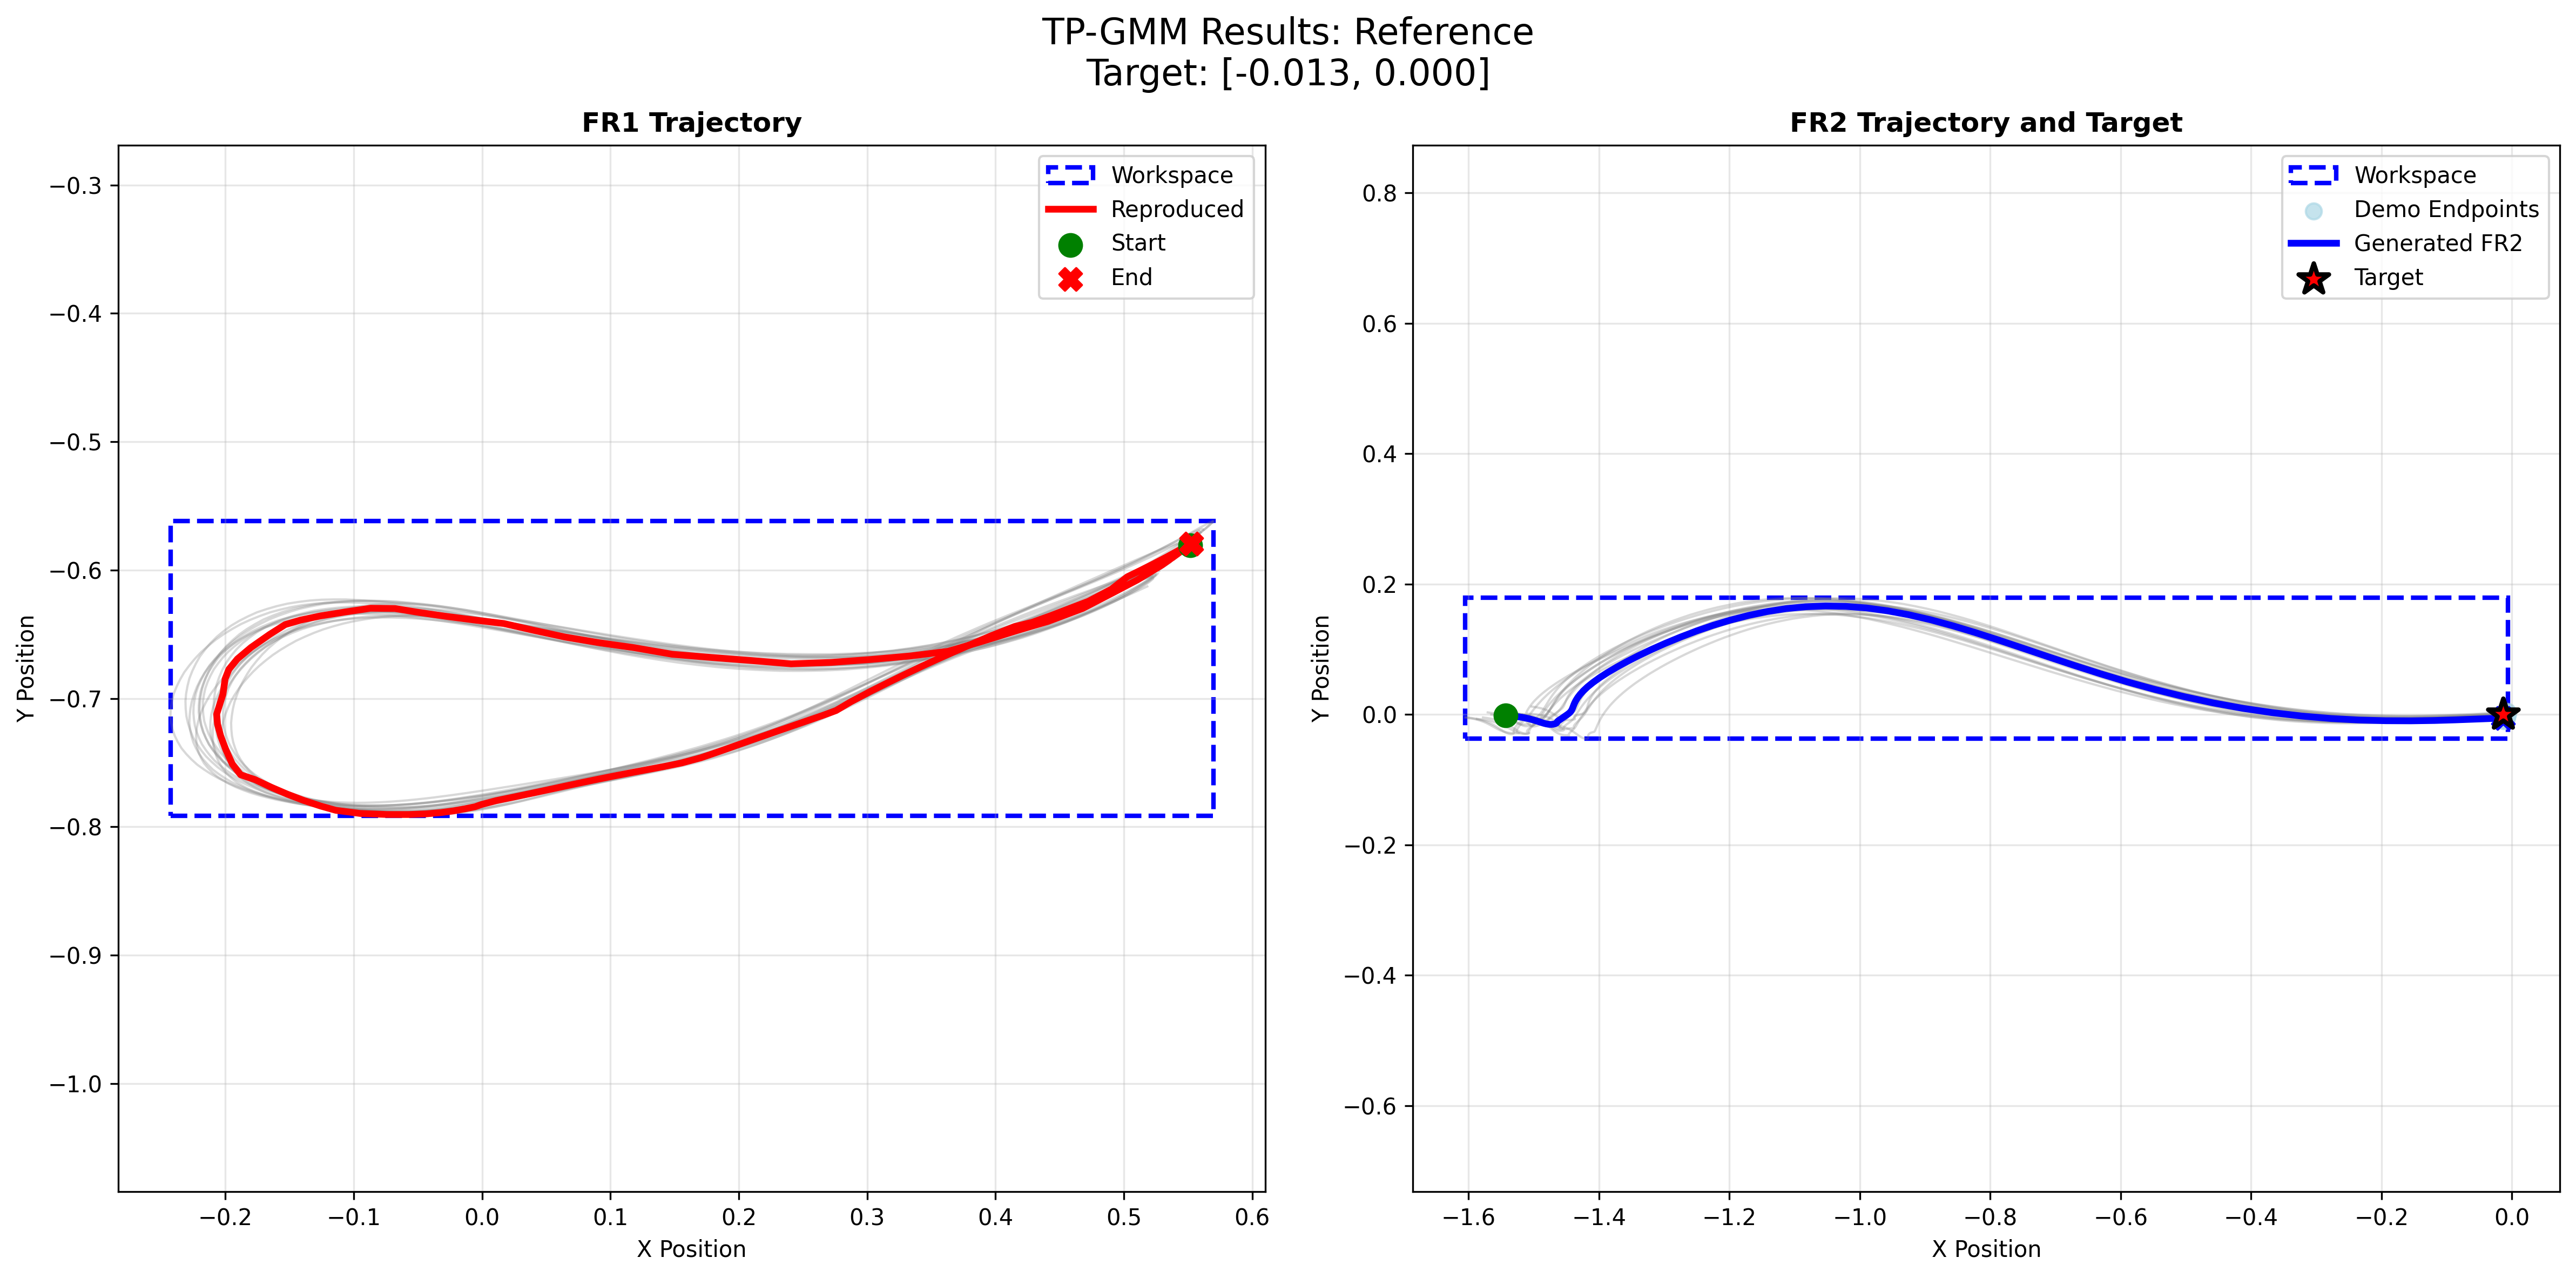 TP-GMM Results: Reference
Target: [-0.013, 0.000]
FR1 Trajectory
Workspace
Reproduced
Start
End
−0.3
−0.4
−0.5
−0.6
−0.7
−0.8
−0.9
−1.0
Y Position
−0.2
−0.1
0.0
0.1
0.2
0.3
0.4
0.5
0.6
X Position
FR2 Trajectory and Target
Workspace
Demo Endpoints
Generated FR2
Target
0.8
0.6
0.4
0.2
0.0
−0.2
−0.4
−0.6
Y Position
−1.6
−1.4
−1.2
−1.0
−0.8
−0.6
−0.4
−0.2
0.0
X Position